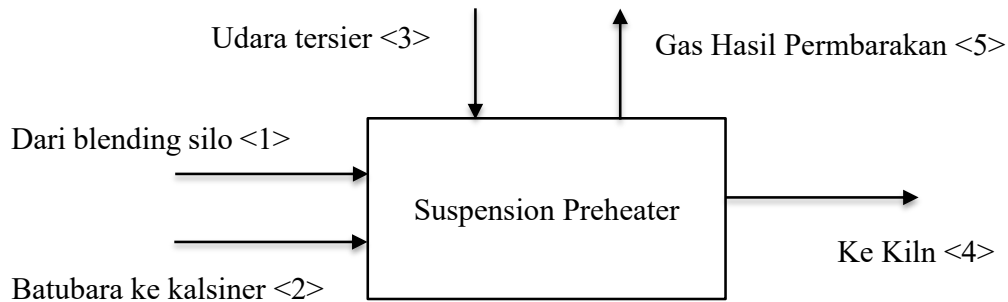 Udara tersier <3>
Gas Hasil Permbarakan <5>
Dari blending silo <1>
Suspension Preheater
Ke Kiln <4>
Batubara ke kalsiner <2>